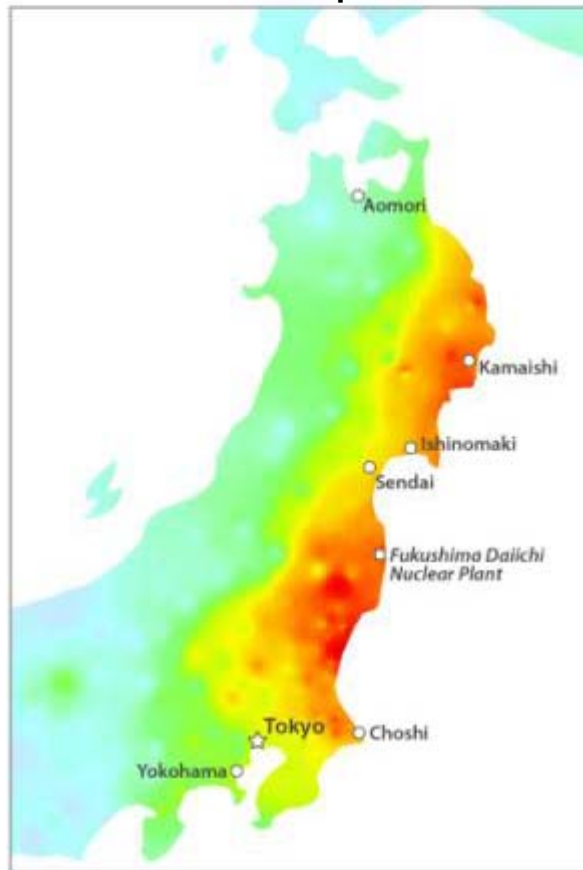 Aomori
Kamaishi
Ishinomaki
Sendai
Fukushima Daiichi
Nuclear Plant
Tokyo
Choshi
Yokohama